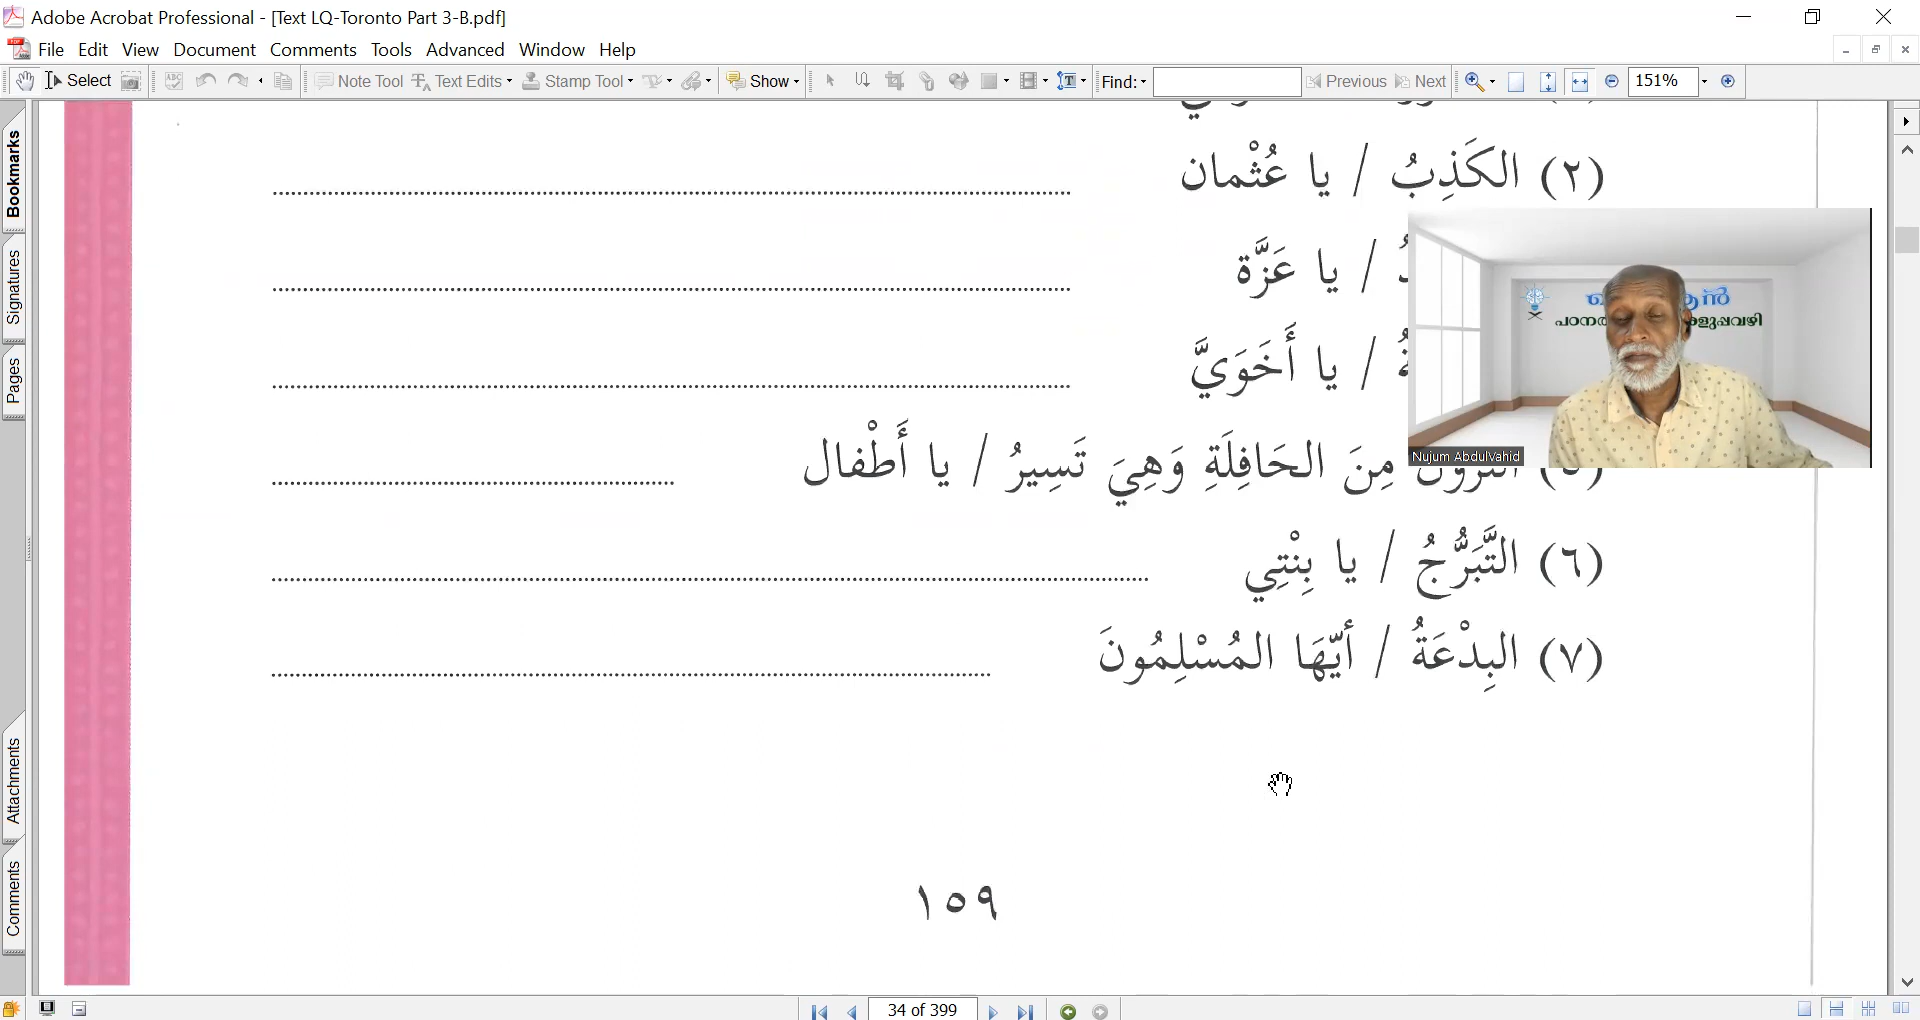 Adobe Acrobat Professional - [Text LQ-Toronto Part 3-B.pdf]
File Edit View Document Comments Tools Advanced Window Help
Select Note Tool Text Edits Stamp Tool Show Find: Previous Next 151%
Bookmarks
Signatures
Pages
Attachments
Comments
(٢) الكَذِبُ / يا عُثْمان
/ يا عَزَّة
/ يا أَخَوَيَّ
مِنَ الحَافِلَةِ وَهِيَ تَسِيرُ / يا أَطْفال
(٦) التَّبَرُّجُ / يا بِنْتِي
(٧) البِدْعَةُ / أيّهَا المُسْلِمُونَ
١٥٩
Nujum AbdulVahid
34 of 399